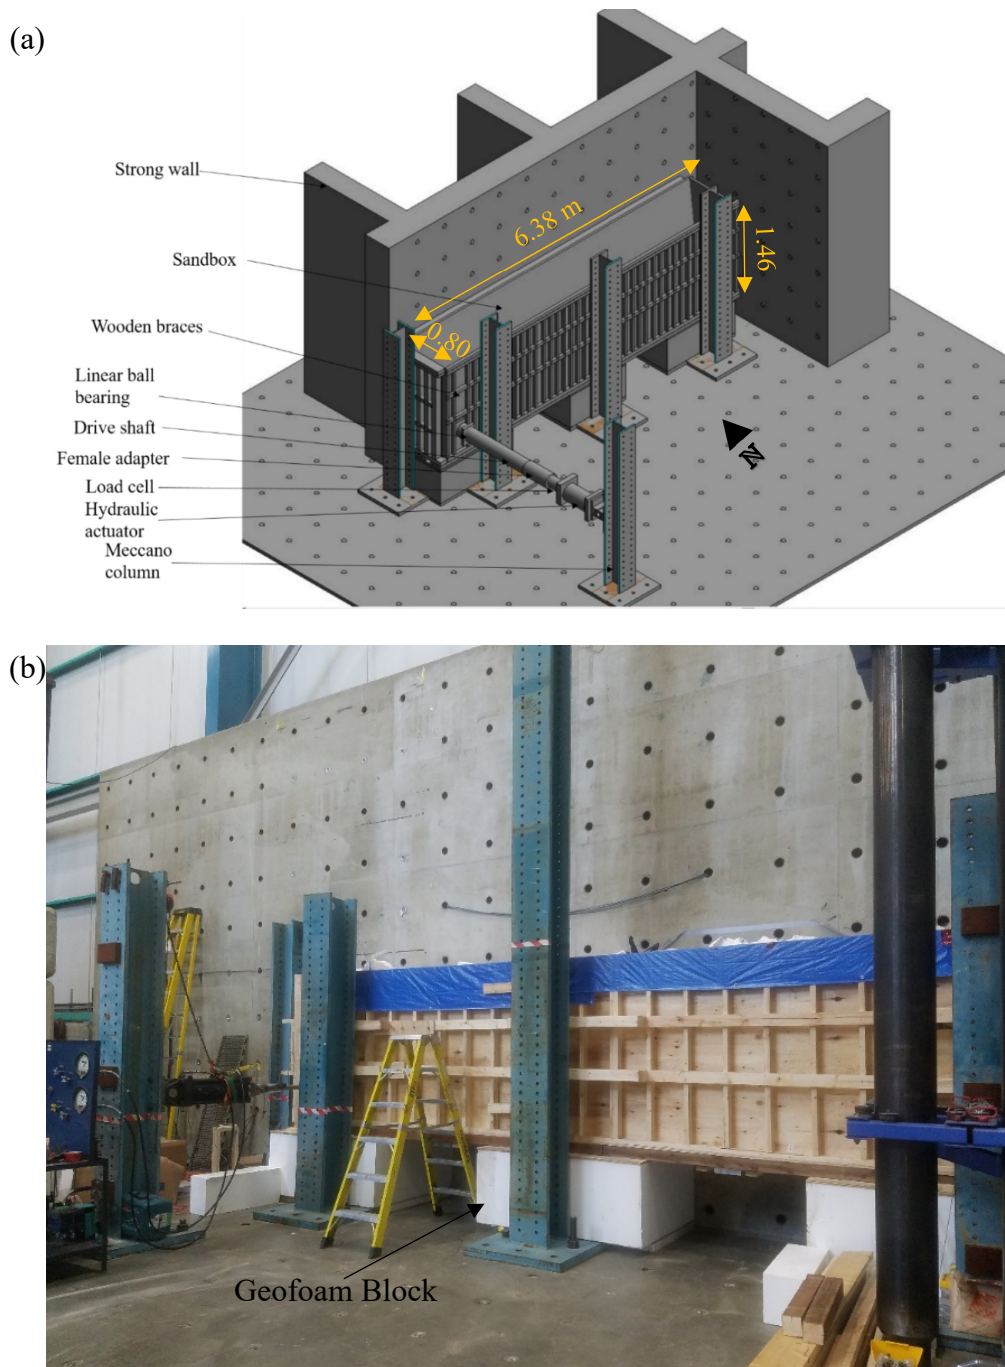 (a)
Strong wall
6.38 m
1.46
Sandbox
0.80
Wooden braces
Linear ball
bearing
Drive shaft
Female adapter
Load cell
Hydraulic
actuator
Meccano
column
N
(b)
Geofoam Block